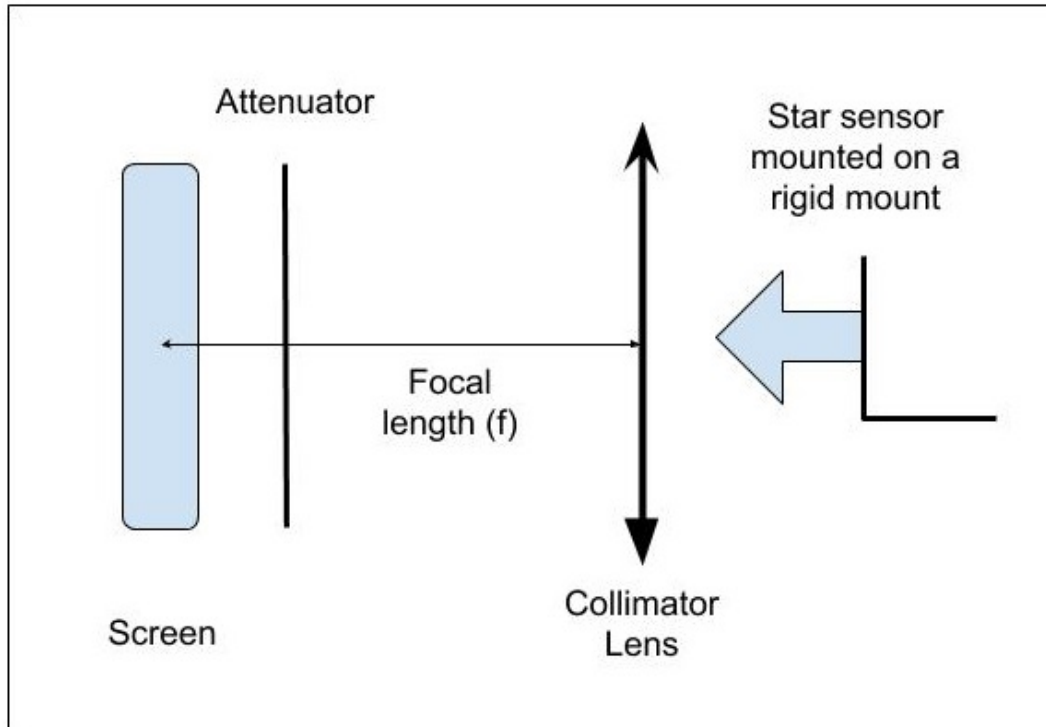 Attenuator
Star sensor
mounted on a
rigid mount
Focal
length (f)
Collimator
Lens
Screen